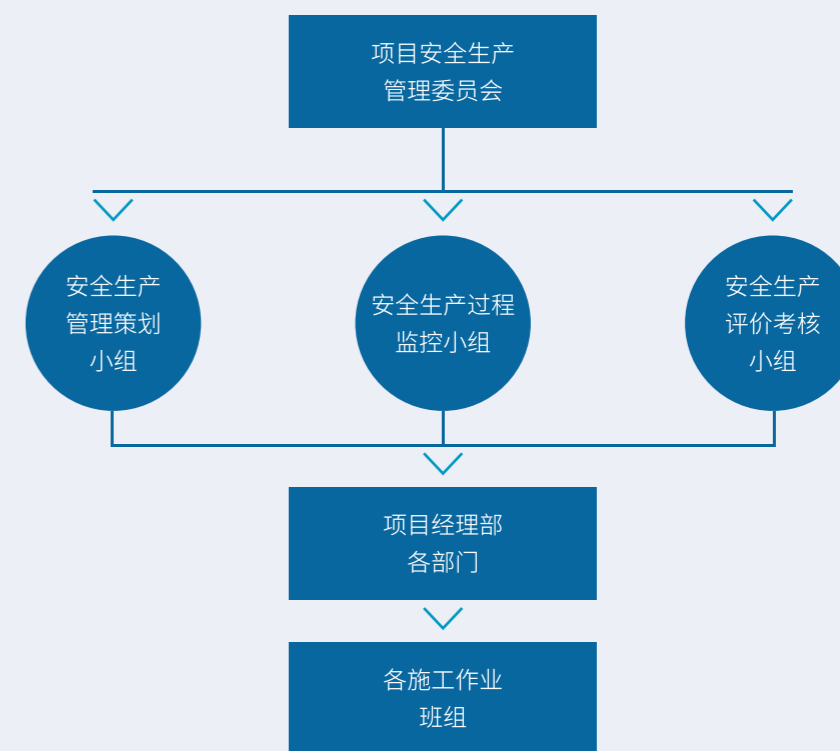 项目安全生产
管理委员会
安全生产
管理策划
小组
安全生产过程
监控小组
安全生产
评价考核
小组
项目经理部
各部门
各施工作业
班组